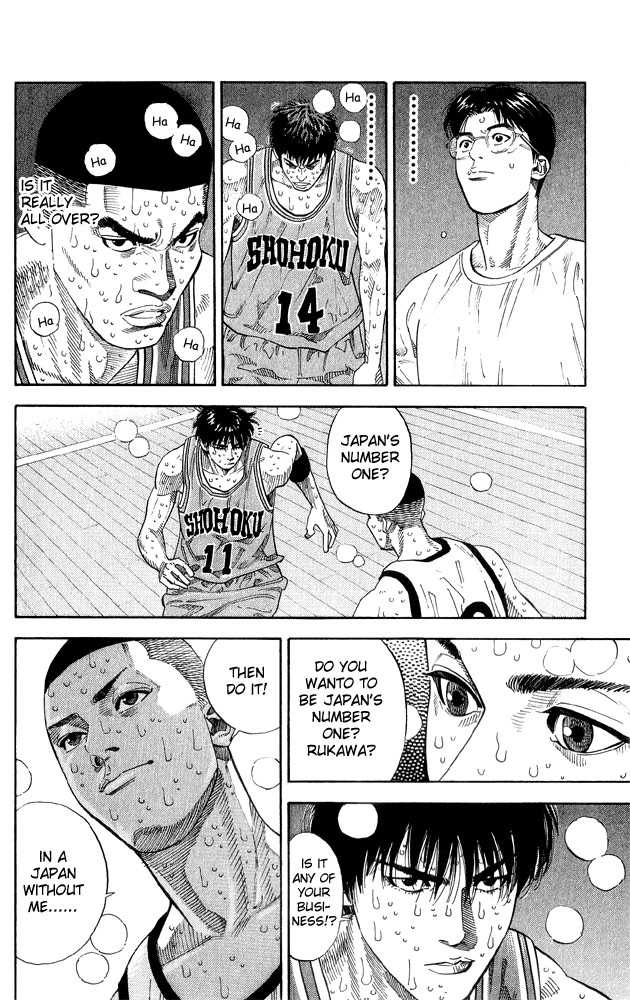 .........
...........
Ha
Ha
Ha
Ha
SHOHOKU
14
Ha
Ha
Ha
IS IT
REALLY
ALL OVER?
Ha
Ha
JAPAN'S
NUMBER
ONE?
SHOHOKU
11
DO YOU
WANTO TO
BE JAPAN'S
NUMBER
ONE?
RUKAWA?
IS IT
ANY OF
YOUR
BUSI-
NESS!?
THEN
DO IT!
IN A
JAPAN
WITHOUT
ME......